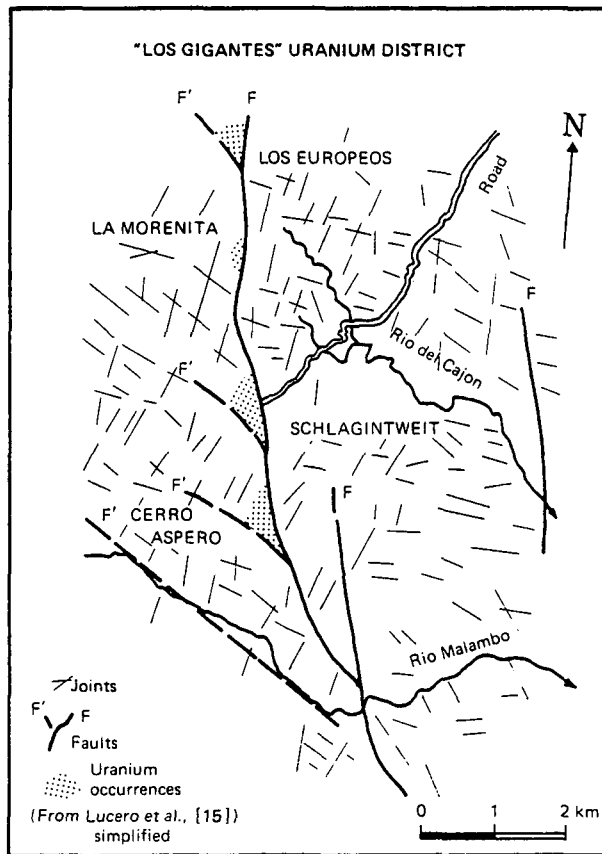 "LOS GIGANTES" URANIUM DISTRICT
F' F
N
LOS EUROPEOS
Road
LA MORENITA
F
Rio del Cajon
F'
SCHLAGINTWEIT
F'
F
F' CERRO
ASPERO
Rio Malambo
Joints
F' F
Faults
Uranium
occurrences
(From Lucero et al., [15])
simplified
0 1 2 km